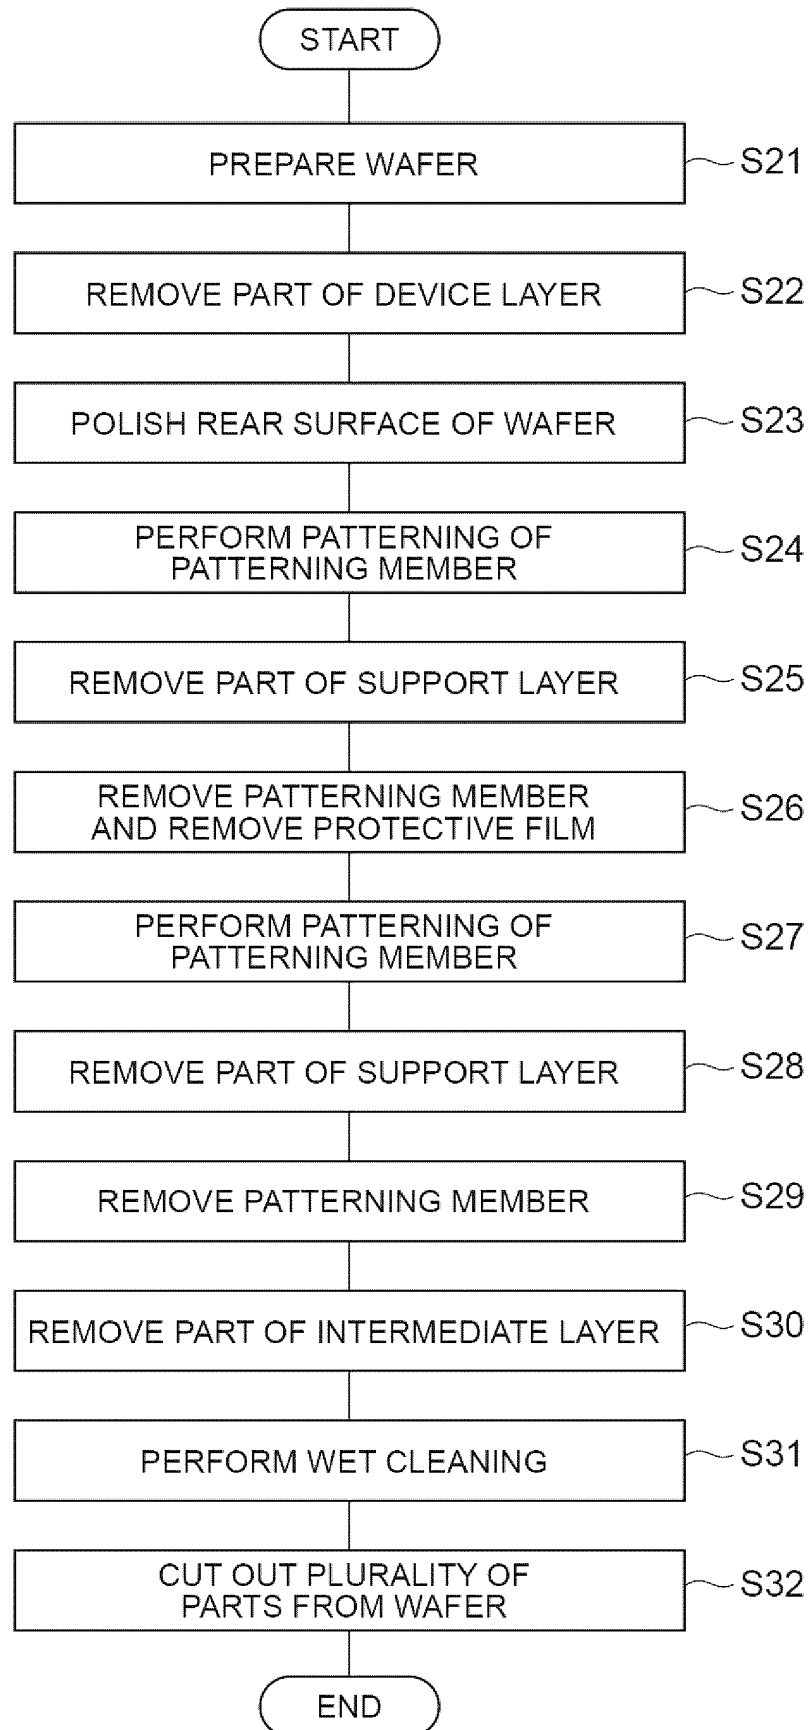 START
PREPARE WAFER
S21
REMOVE PART OF DEVICE LAYER
S22
POLISH REAR SURFACE OF WAFER
S23
PERFORM PATTERNING OF
PATTERNING MEMBER
S24
REMOVE PART OF SUPPORT LAYER
S25
REMOVE PATTERNING MEMBER
AND REMOVE PROTECTIVE FILM
S26
PERFORM PATTERNING OF
PATTERNING MEMBER
S27
REMOVE PART OF SUPPORT LAYER
S28
REMOVE PATTERNING MEMBER
S29
REMOVE PART OF INTERMEDIATE LAYER
S30
PERFORM WET CLEANING
S31
CUT OUT PLURALITY OF
PARTS FROM WAFER
S32
END